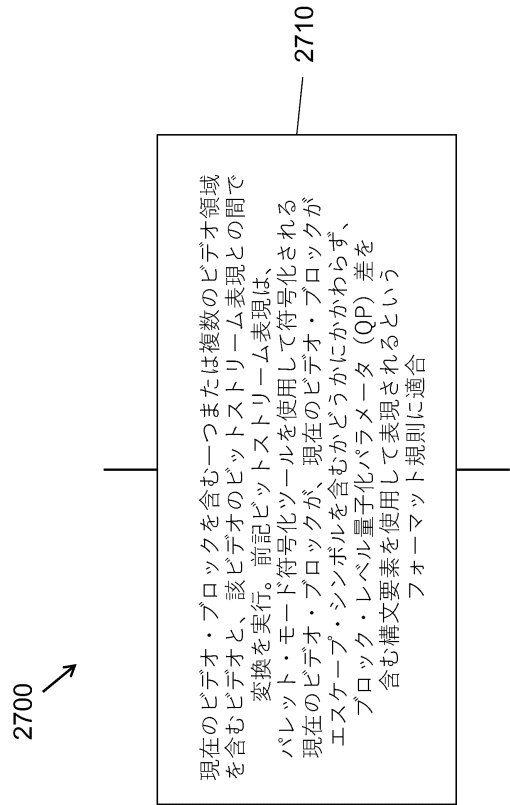 2700
2710
現在のビデオ・ブロックを含む一つまたは複数のビデオ領域
を含むビデオと、該ビデオのビットストリーム表現との間で
変換を実行。前記ビットストリーム表現は、
パレット・モード符号化ツールを使用して符号化される
現在のビデオ・ブロックが、現在のビデオ・ブロックが
エスケープ・シンボルを含むかどうかにかかわらず、
ブロック・レベル量子化パラメータ（QP）差を
含む構文要素を使用して表現されるという
フォーマット規則に適合